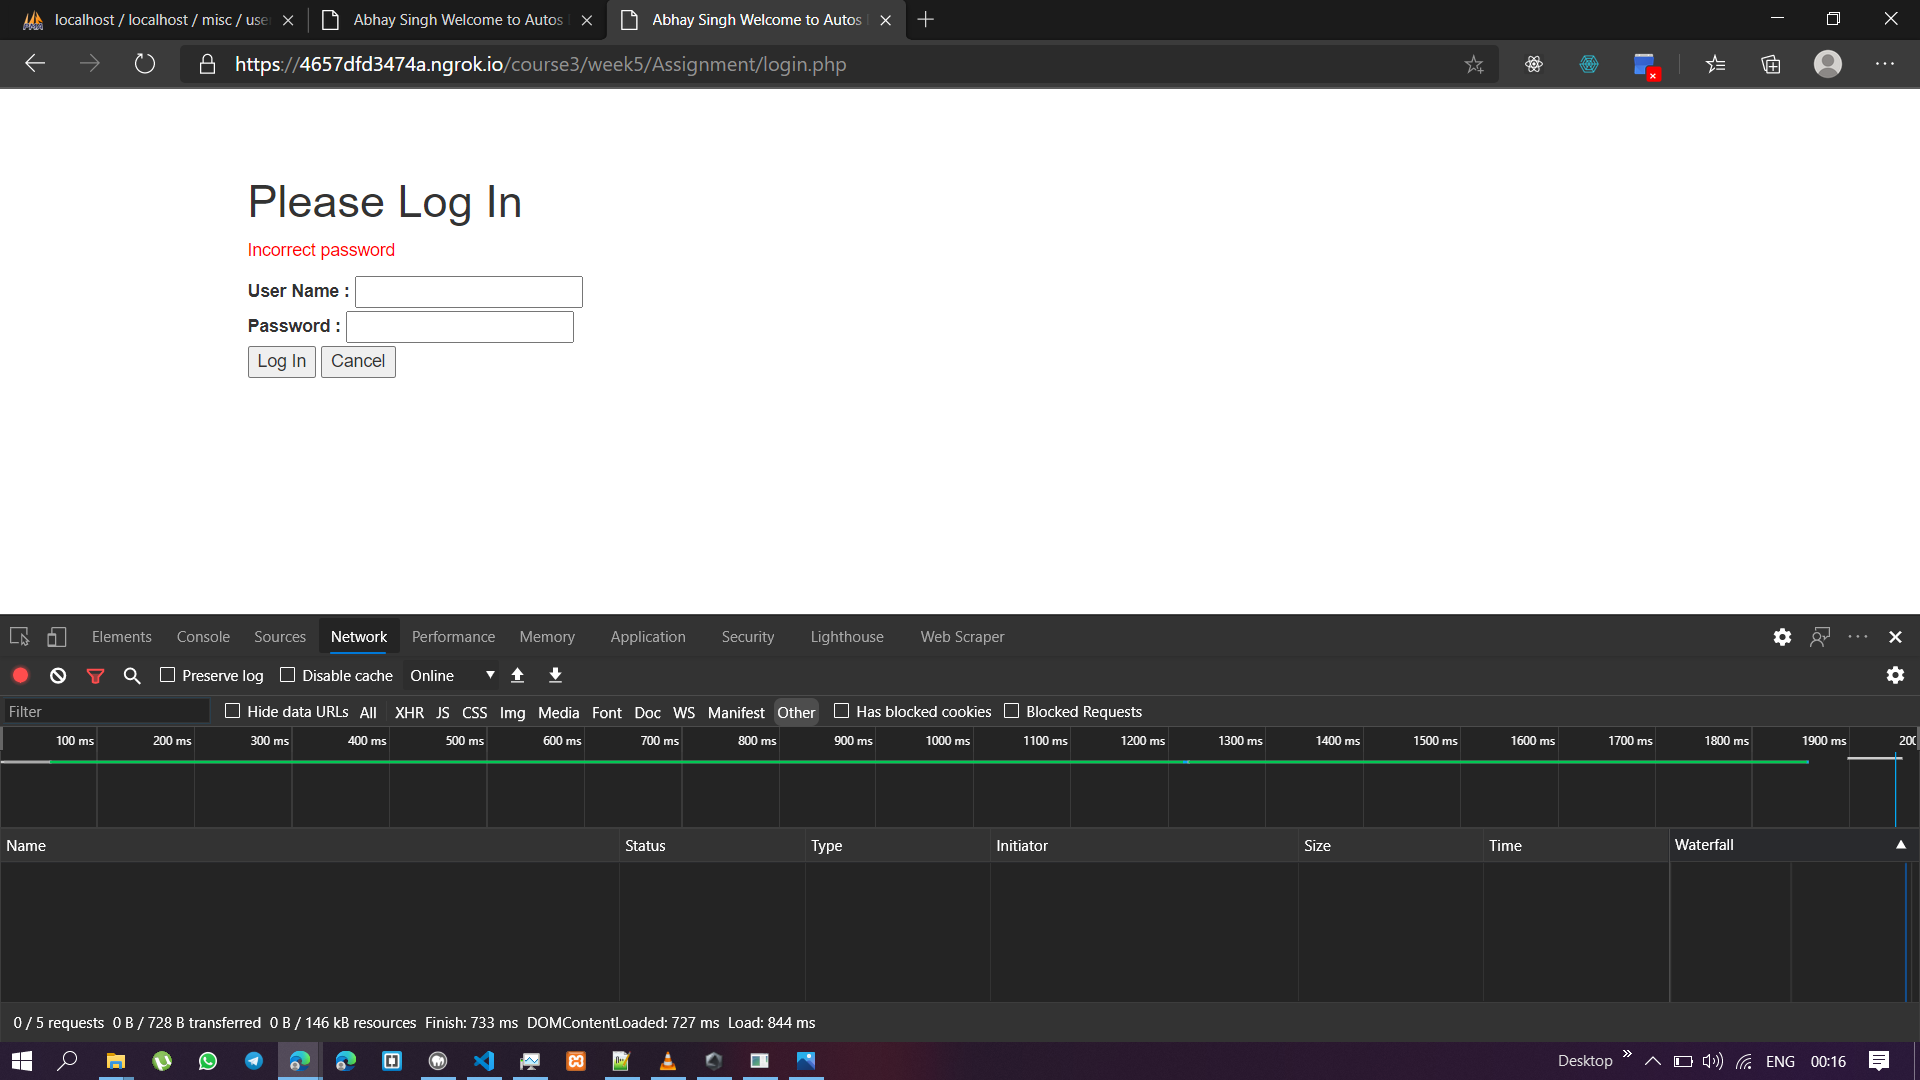 localhost / localhost / misc / use
Abhay Singh Welcome to Autos
Abhay Singh Welcome to Autos
https://4657dfd3474a.ngrok.io/course3/week5/Assignment/login.php
Please Log In
Incorrect password
User Name :
Password :
Log In Cancel
Elements Console Sources Network Performance Memory Application Security Lighthouse Web Scraper
Preserve log Disable cache Online
Filter Hide data URLs All XHR JS CSS Img Media Font Doc WS Manifest Other Has blocked cookies Blocked Requests
100 ms 200 ms 300 ms 400 ms 500 ms 600 ms 700 ms 800 ms 900 ms 1000 ms 1100 ms 1200 ms 1300 ms 1400 ms 1500 ms 1600 ms 1700 ms 1800 ms 1900 ms 200
Name Status Type Initiator Size Time Waterfall
0 / 5 requests 0 B / 728 B transferred 0 B / 146 kB resources Finish: 733 ms DOMContentLoaded: 727 ms Load: 844 ms
Desktop » ENG 00:16